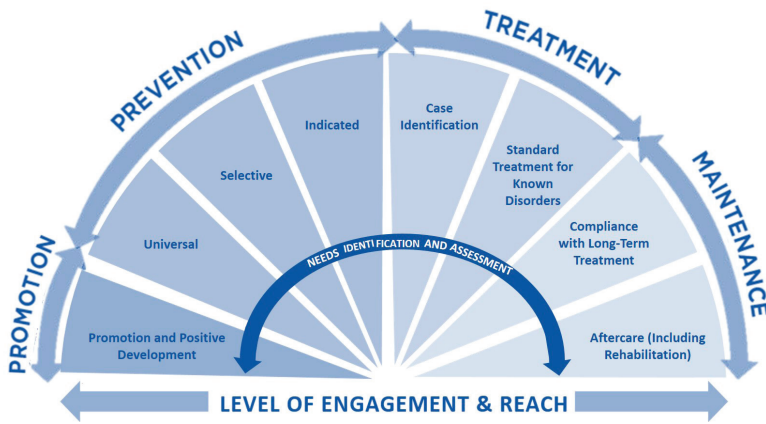 PROMOTION
PREVENTION
TREATMENT
MAINTENANCE
Promotion and Positive
Development
Universal
Selective
Indicated
Case
Identification
Standard
Treatment for
Known
Disorders
Compliance
with Long-Term
Treatment
Aftercare (Including
Rehabilitation)
NEEDS IDENTIFICATION AND ASSESSMENT
LEVEL OF ENGAGEMENT & REACH